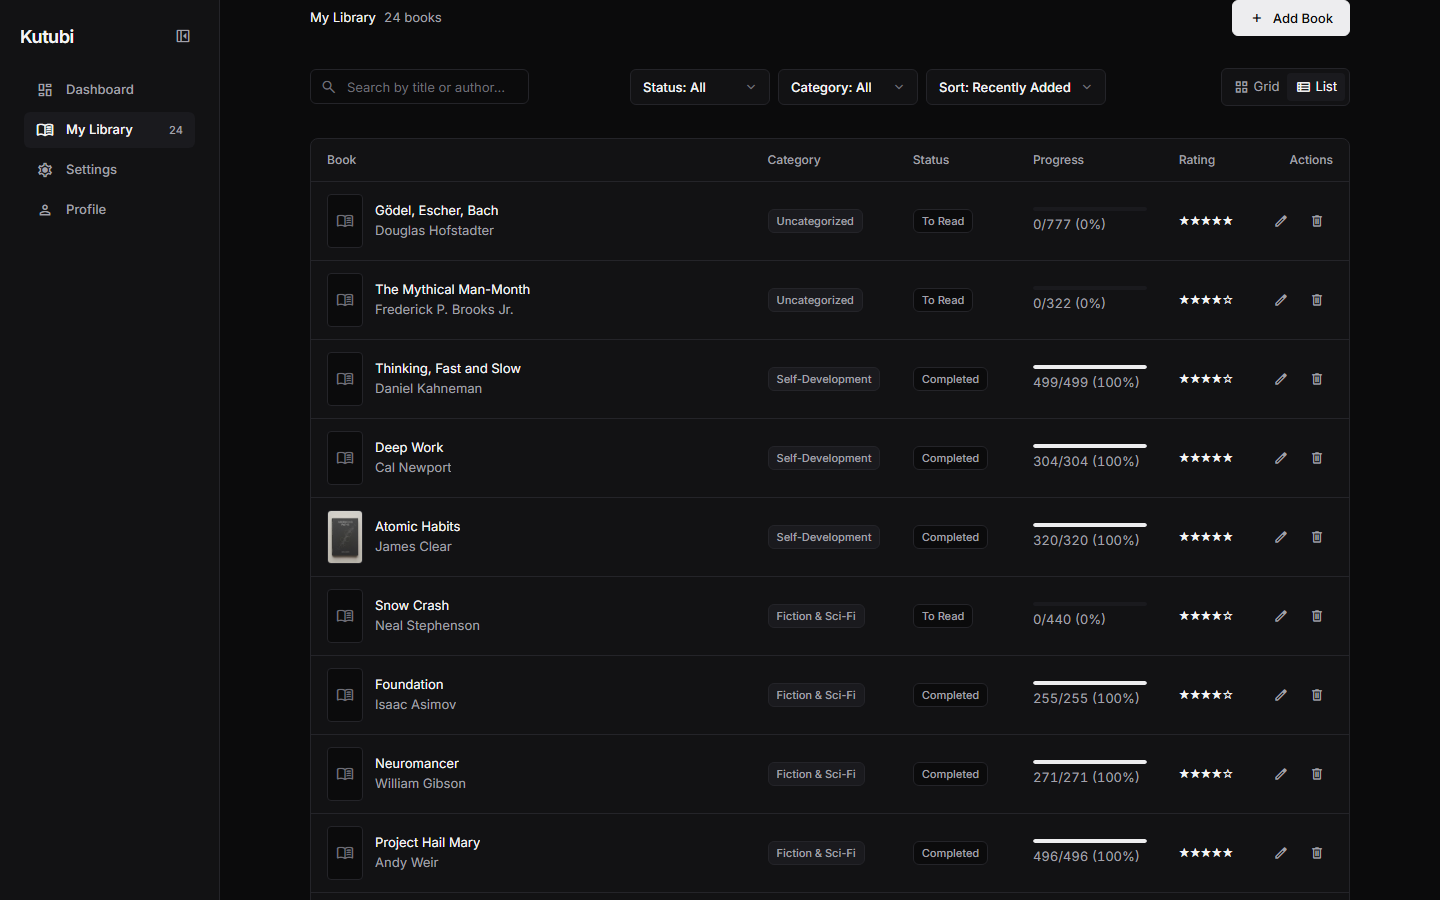 Kutubi
Dashboard
My Library 24
Settings
Profile
My Library 24 books
+ Add Book
Search by title or author...
Status: All
Category: All
Sort: Recently Added
Grid
List
Book Category Status Progress Rating Actions
Gödel, Escher, Bach
Douglas Hofstadter
Uncategorized To Read 0/777 (0%) ★★★★★
The Mythical Man-Month
Frederick P. Brooks Jr.
Uncategorized To Read 0/322 (0%) ★★★★☆
Thinking, Fast and Slow
Daniel Kahneman
Self-Development Completed 499/499 (100%) ★★★★☆
Deep Work
Cal Newport
Self-Development Completed 304/304 (100%) ★★★★★
Atomic Habits
James Clear
Self-Development Completed 320/320 (100%) ★★★★★
Snow Crash
Neal Stephenson
Fiction & Sci-Fi To Read 0/440 (0%) ★★★★☆
Foundation
Isaac Asimov
Fiction & Sci-Fi Completed 255/255 (100%) ★★★★☆
Neuromancer
William Gibson
Fiction & Sci-Fi Completed 271/271 (100%) ★★★★☆
Project Hail Mary
Andy Weir
Fiction & Sci-Fi Completed 496/496 (100%) ★★★★★